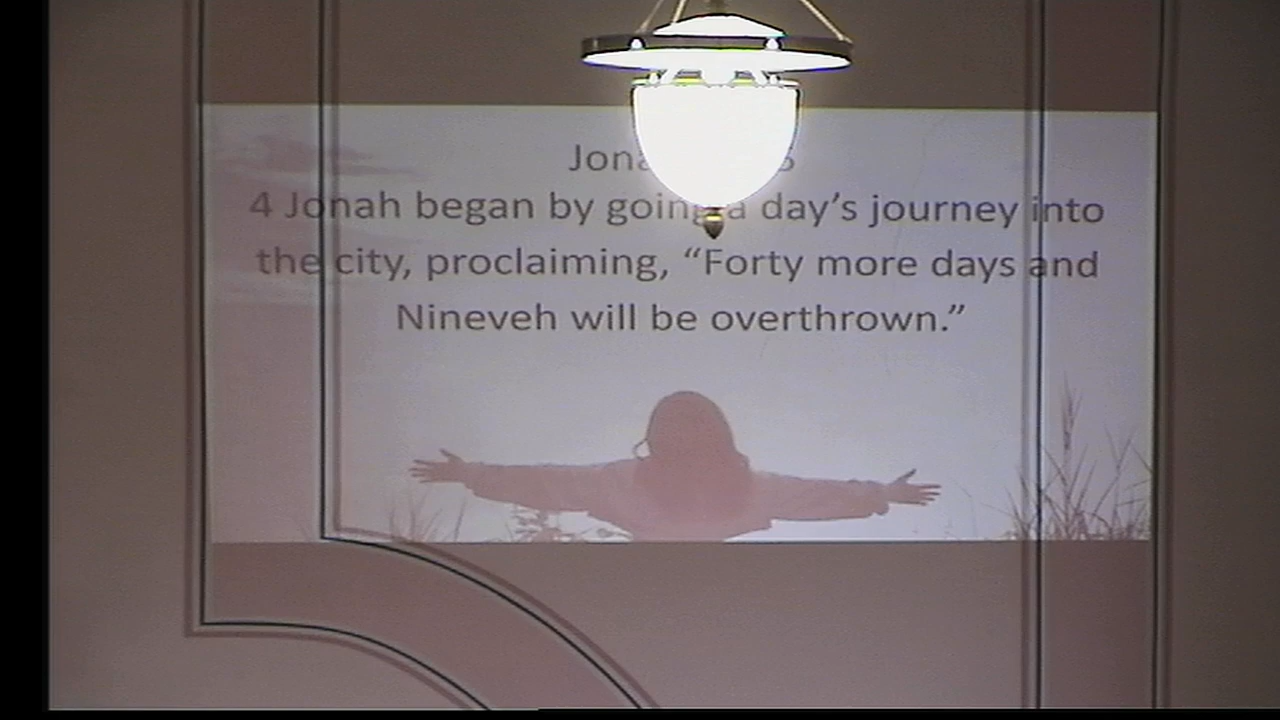 4 Jonah began by going a day’s journey into
the city, proclaiming, “Forty more days and
Nineveh will be overthrown.”